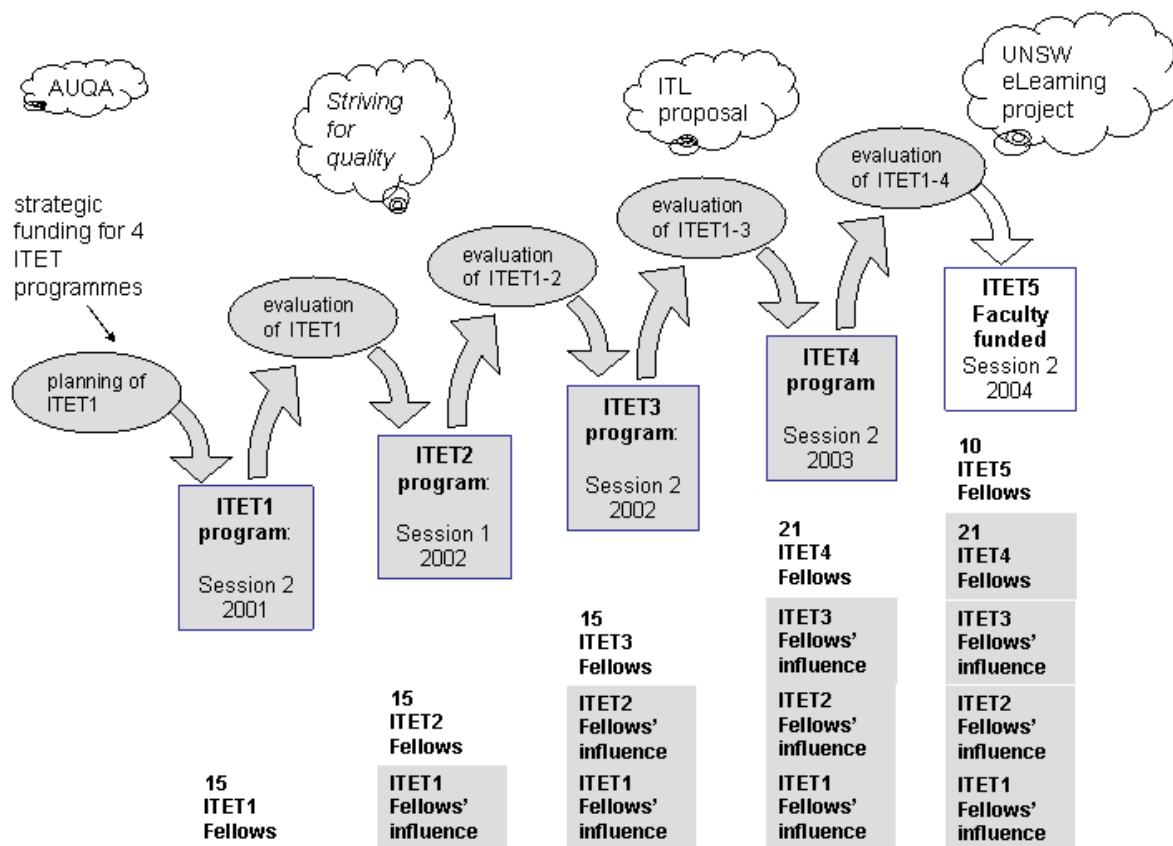 AUQA
Striving
for
quality
ITL
proposal
UNSW
eLearning
project
strategic
funding for 4
ITET
programmes
planning of
ITET1
evaluation
of ITET1
evaluation
of ITET1-2
evaluation
of ITET1-3
evaluation
of ITET1-4
ITET1
program:
Session 2
2001
ITET2
program:
Session 1
2002
ITET3
program:
Session 2
2002
ITET4
program
Session 2
2003
ITET5
Faculty
funded
Session 2
2004
15
ITET1
Fellows
15
ITET2
Fellows
ITET1
Fellows'
influence
15
ITET3
Fellows
ITET2
Fellows'
influence
ITET1
Fellows'
influence
21
ITET4
Fellows
ITET3
Fellows'
influence
ITET2
Fellows'
influence
ITET1
Fellows'
influence
10
ITET5
Fellows
21
ITET4
Fellows
ITET3
Fellows'
influence
ITET2
Fellows'
influence
ITET1
Fellows'
influence